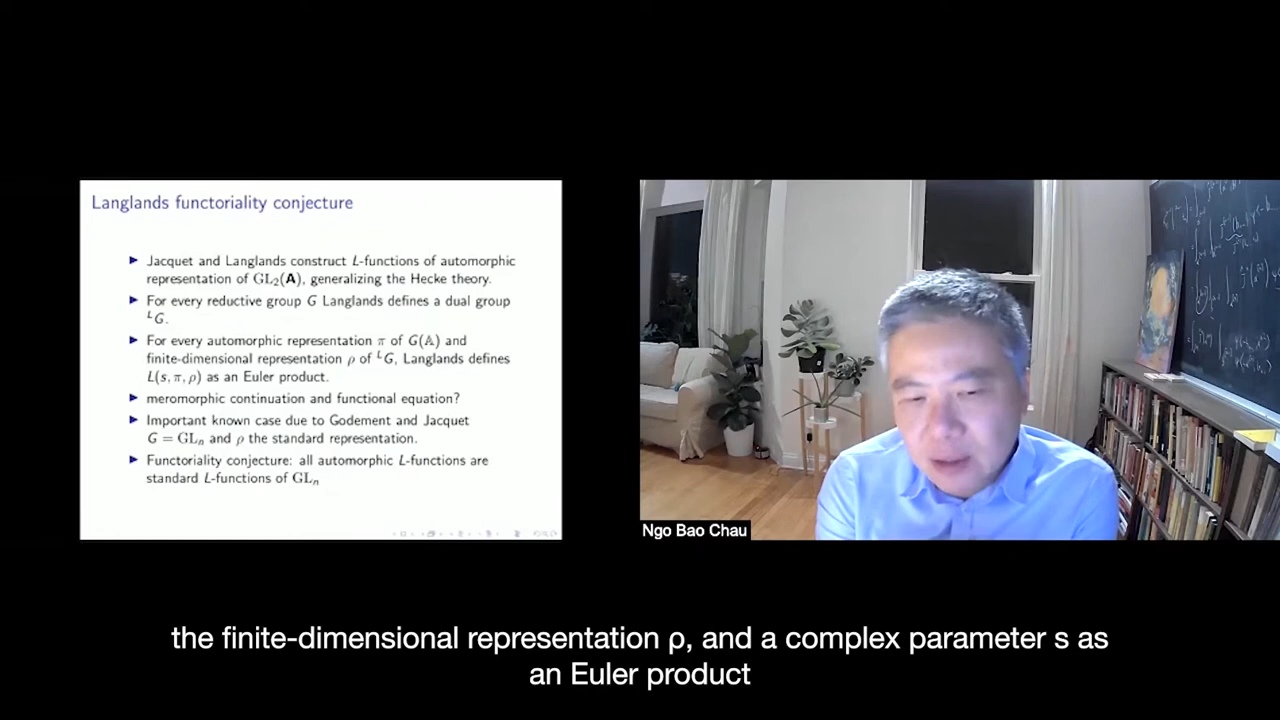 Langlands functoriality conjecture
▶ Jacquet and Langlands construct L-functions of automorphic
representation of GL₂(𝐀), generalizing the Hecke theory.
▶ For every reductive group G Langlands defines a dual group
ᴸG.
▶ For every automorphic representation π of G(𝔸) and
finite-dimensional representation ρ of ᴸG, Langlands defines
L(s, π, ρ) as an Euler product.
▶ meromorphic continuation and functional equation?
▶ Important known case due to Godement and Jacquet
G = GLₙ and ρ the standard representation.
▶ Functoriality conjecture: all automorphic L-functions are
standard L-functions of GLₙ
Ngo Bao Chau
the finite-dimensional representation ρ, and a complex parameter s as
an Euler product